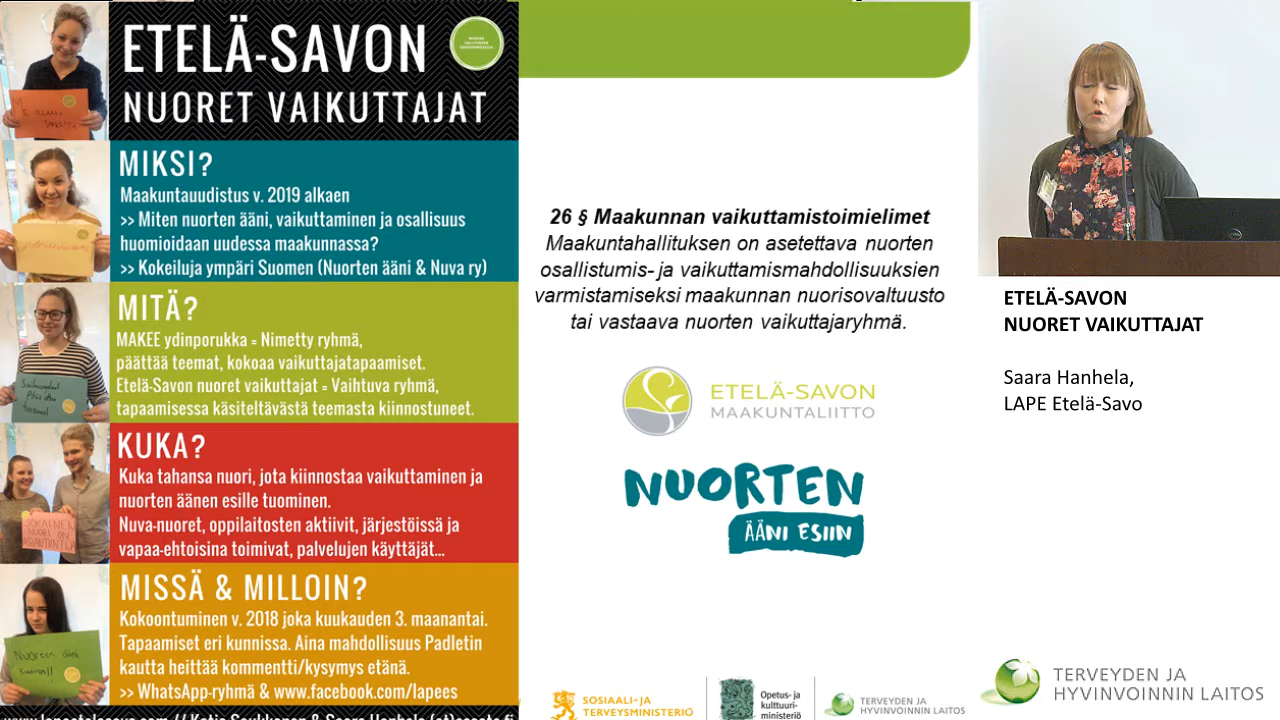 ETELÄ-SAVON
NUORET VAIKUTTAJAT
MIKSI?
Maakuntauudistus v. 2019 alkaen
>> Miten nuorten ääni, vaikuttaminen ja osallisuus
huomioidaan uudessa maakunnassa?
>> Kokeiluja ympäri Suomen (Nuorten ääni & Nuva ry)
MITÄ?
MAKEE ydinporukka = Nimetty ryhmä,
päättää teemat, kokoaa vaikuttajatapaamiset.
Etelä-Savon nuoret vaikuttajat = Vaihtuva ryhmä,
tapaamisessa käsiteltävästä teemasta kiinnostuneet.
KUKA?
Kuka tahansa nuori, jota kiinnostaa vaikuttaminen ja
nuorten äänen esille tuominen.
Nuva-nuoret, oppilaitosten aktiivit, järjestöissä ja
vapaa-ehtoisina toimivat, palvelujen käyttäjät...
JOKAINEN
NUORI ON
ASIANTUNTIJA
MISSÄ & MILLOIN?
Kokoontuminen v. 2018 joka kuukauden 3. maanantai.
Tapaamiset eri kunnissa. Aina mahdollisuus Padletin
kautta heittää kommentti/kysymys etänä.
>> WhatsApp-ryhmä & www.facebook.com/lapees
Nuorten
26 § Maakunnan vaikuttamistoimielimet
Maakuntahallituksen on asetettava nuorten
osallistumis- ja vaikuttamismahdollisuuksien
varmistamiseksi maakunnan nuorisovaltuusto
tai vastaava nuorten vaikuttajaryhmä.
ETELÄ-SAVON
MAAKUNTALIITTO
NUORTEN
ÄÄNI ESIIN
SOSIAALI- JA
TERVEYSMINISTERIÖ
Opetus- ja
kulttuuri-
ministeriö
TERVEYDEN JA
HYVINVOINNIN LAITOS
ETELÄ-SAVON
NUORET VAIKUTTAJAT
Saara Hanhela,
LAPE Etelä-Savo
TERVEYDEN JA
HYVINVOINNIN LAITOS